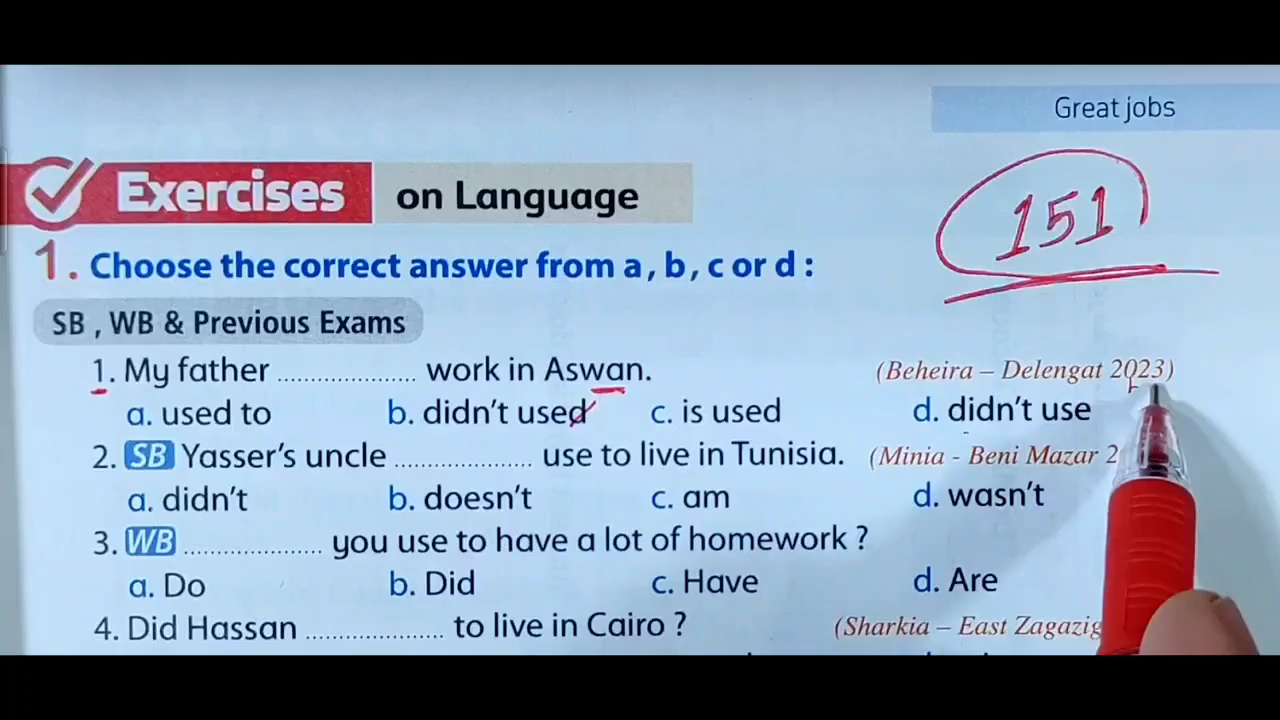 Great jobs
Exercises on Language
151
1. Choose the correct answer from a, b, c or d :
SB , WB & Previous Exams
1. My father .................... work in Aswan. (Beheira – Delengat 2023)
a. used to b. didn't used c. is used d. didn't use
2. SB Yasser's uncle .................... use to live in Tunisia. (Minia - Beni Mazar 2
a. didn't b. doesn't c. am d. wasn't
3. WB .................... you use to have a lot of homework ?
a. Do b. Did c. Have d. Are
4. Did Hassan .................... to live in Cairo ? (Sharkia – East Zagazig